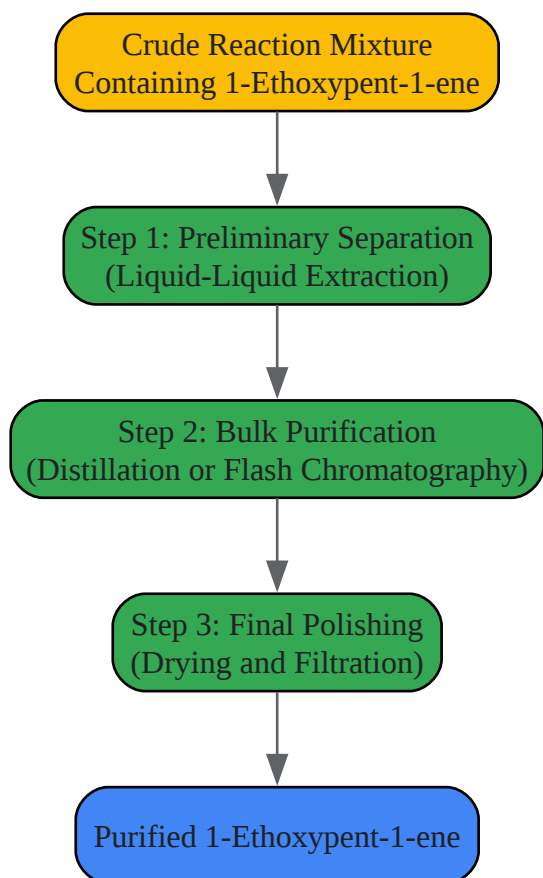 Crude Reaction Mixture
Containing 1-Ethoxypent-1-ene
Step 1: Preliminary Separation
(Liquid-Liquid Extraction)
Step 2: Bulk Purification
(Distillation or Flash Chromatography)
Step 3: Final Polishing
(Drying and Filtration)
Purified 1-Ethoxypent-1-ene